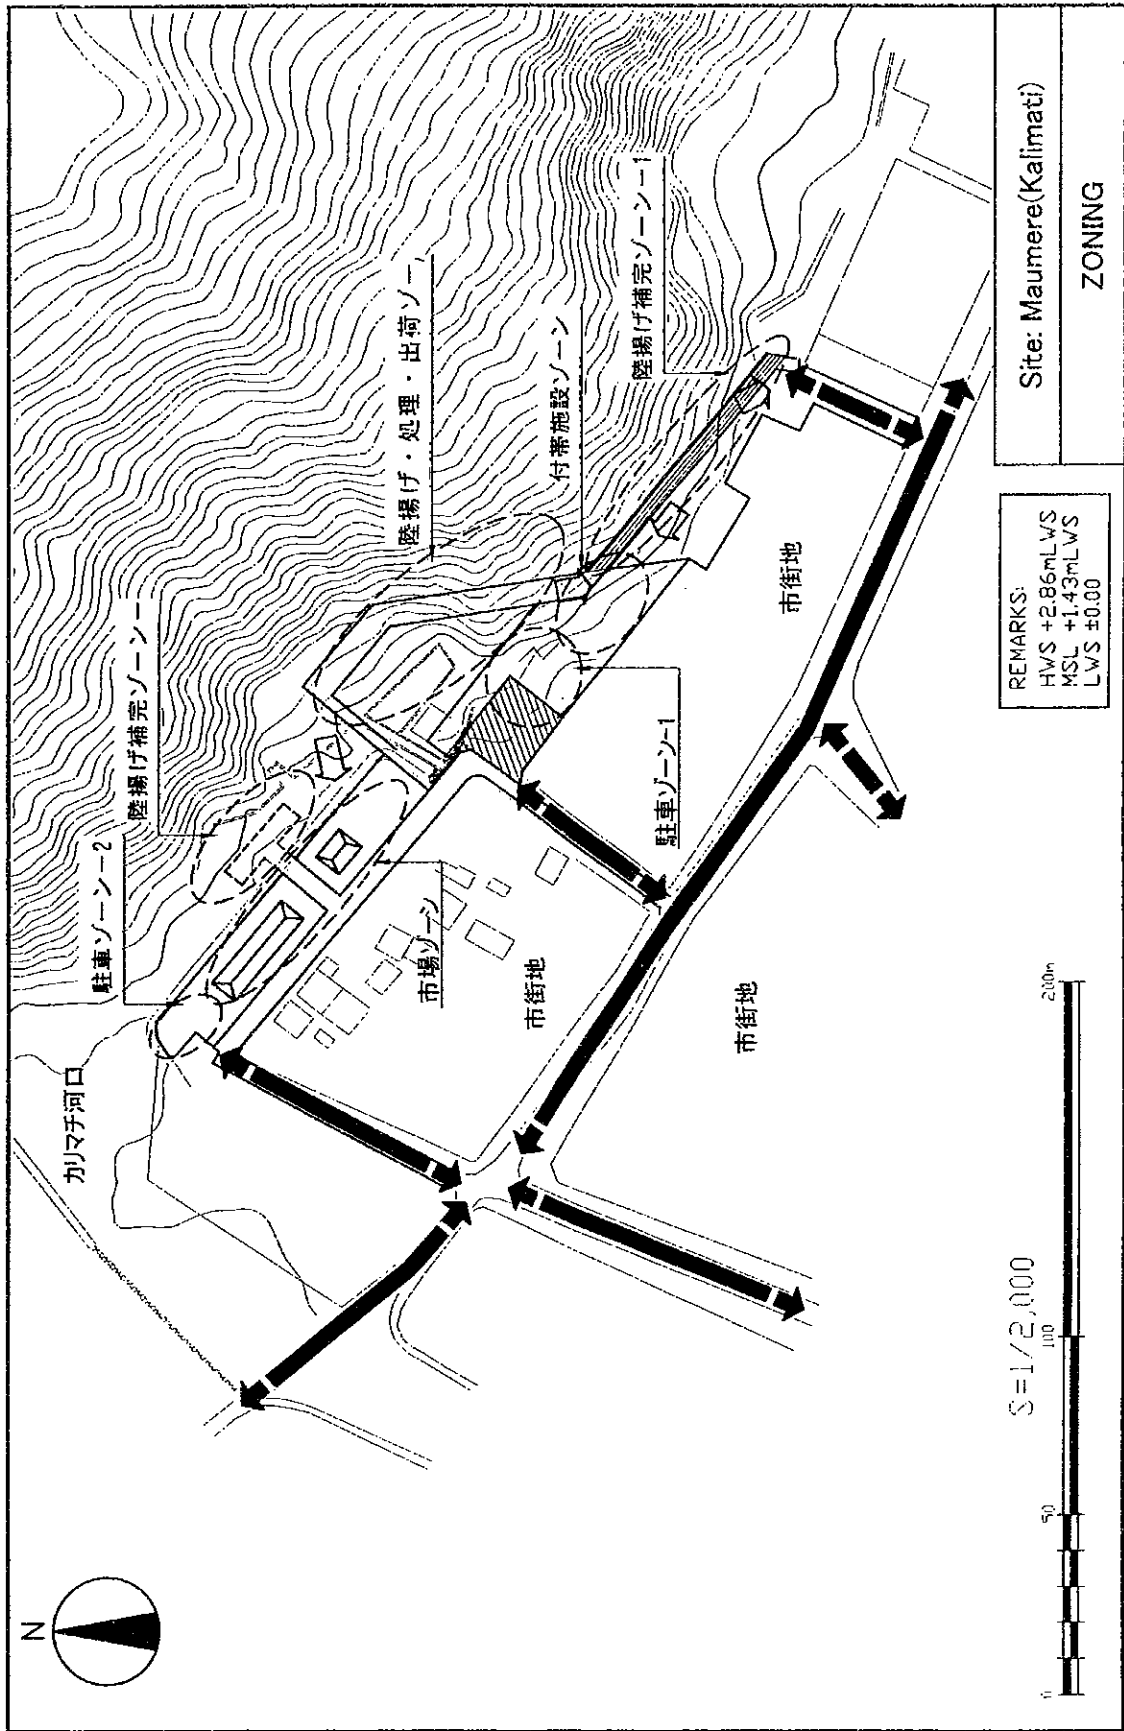 N
カリマチ河口
駐車ゾーン-2
陸揚げ補完ゾーン-
陸揚げ・処理・出荷ゾー
付帯施設ゾーン
陸揚げ補完ゾーン-1
市場ゾーン
駐車ゾーン-1
市街地
市街地
市街地
S=1/2,000
0 50 100 200m
REMARKS:
HWS +2.86mLWS
MSL +1.43mLWS
LWS ±0.00
Site: Maumere(Kalimati)
ZONING